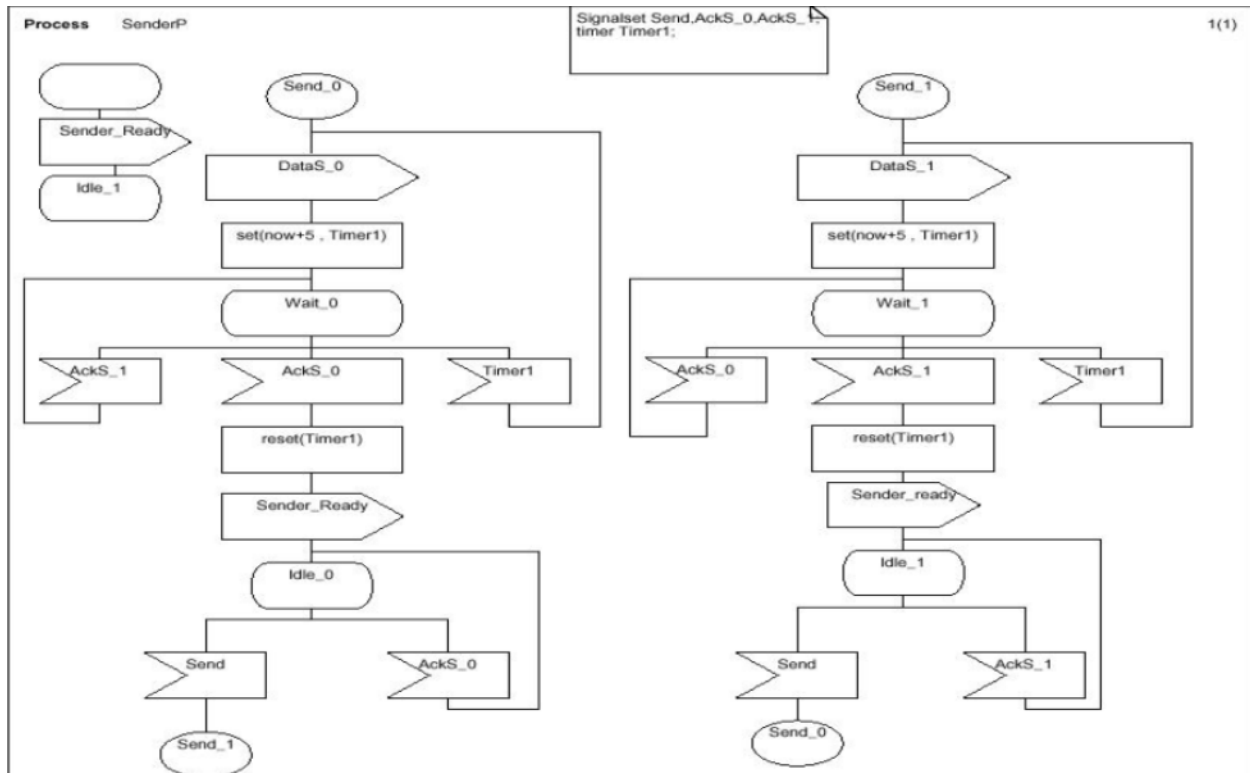 Process SenderP
Signalset Send,AckS_0,AckS_1;
timer Timer1;
1(1)
Sender_Ready
Idle_1
Send_0
DataS_0
set(now+5 , Timer1)
Wait_0
AckS_1
AckS_0
Timer1
reset(Timer1)
Sender_Ready
Idle_0
Send
AckS_0
Send_1
Send_1
DataS_1
set(now+5 , Timer1)
Wait_1
AckS_0
AckS_1
Timer1
reset(Timer1)
Sender_ready
Idle_1
Send
AckS_1
Send_0